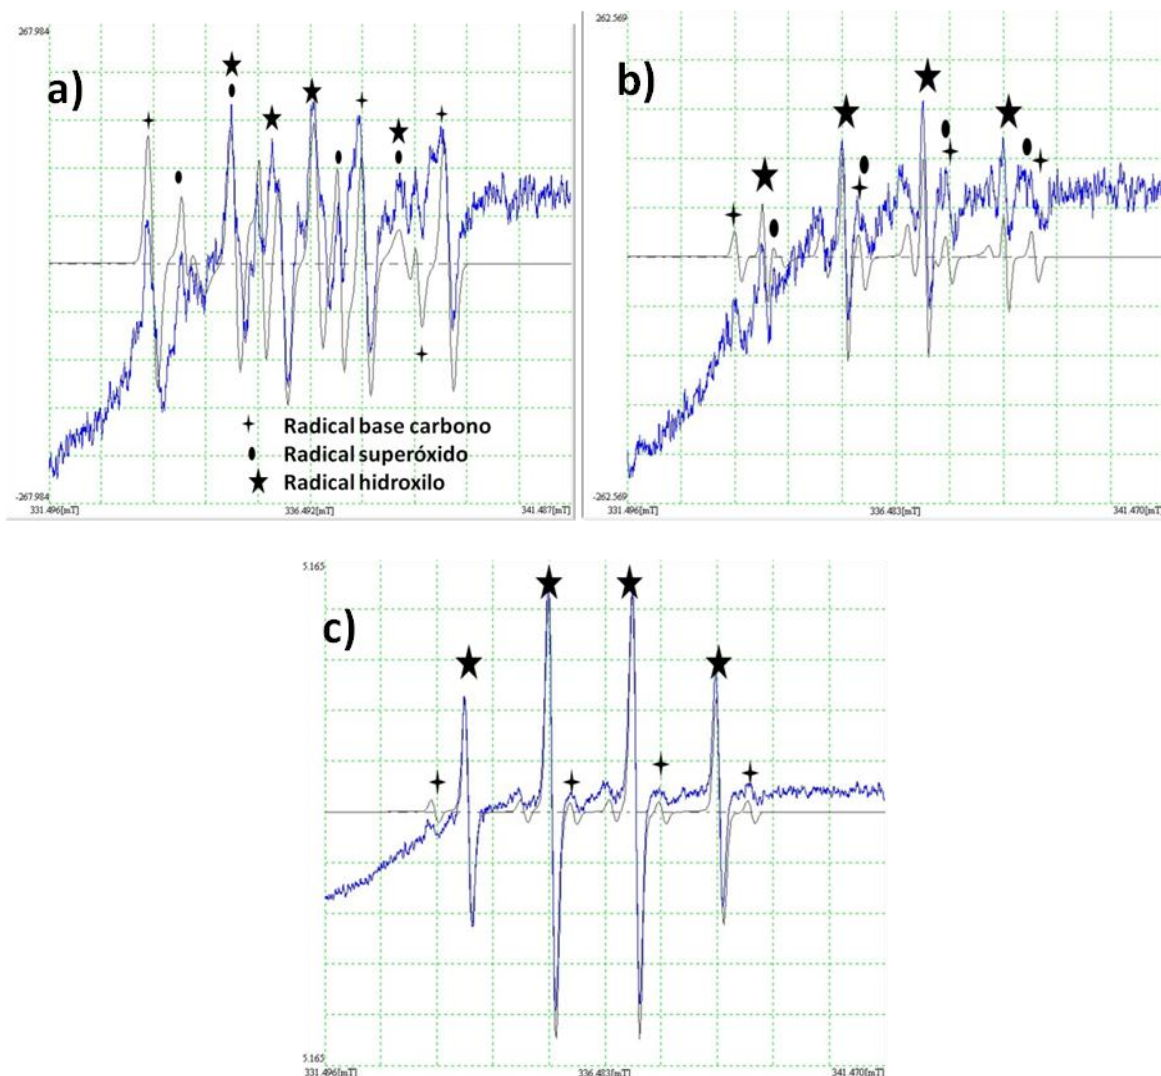 267.984
a)
Radical base carbono
Radical superóxido
Radical hidroxilo
-267.984
331.496[mT]
336.492[mT]
341.487[mT]
262.569
b)
-262.569
331.496[mT]
336.483[mT]
341.470[mT]
5.165
c)
5.165
331.496[mT]
336.483[mT]
341.470[mT]